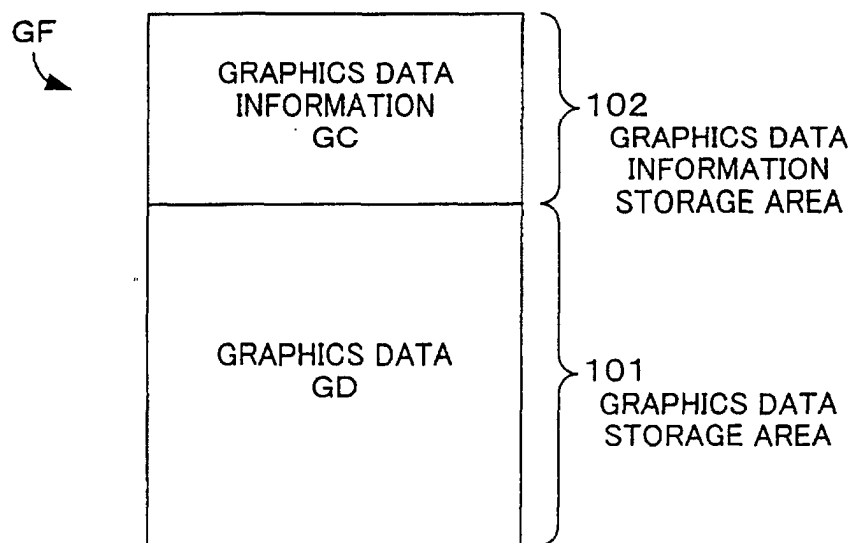 GF
GRAPHICS DATA
INFORMATION
GC
102
GRAPHICS DATA
INFORMATION
STORAGE AREA
GRAPHICS DATA
GD
101
GRAPHICS DATA
STORAGE AREA